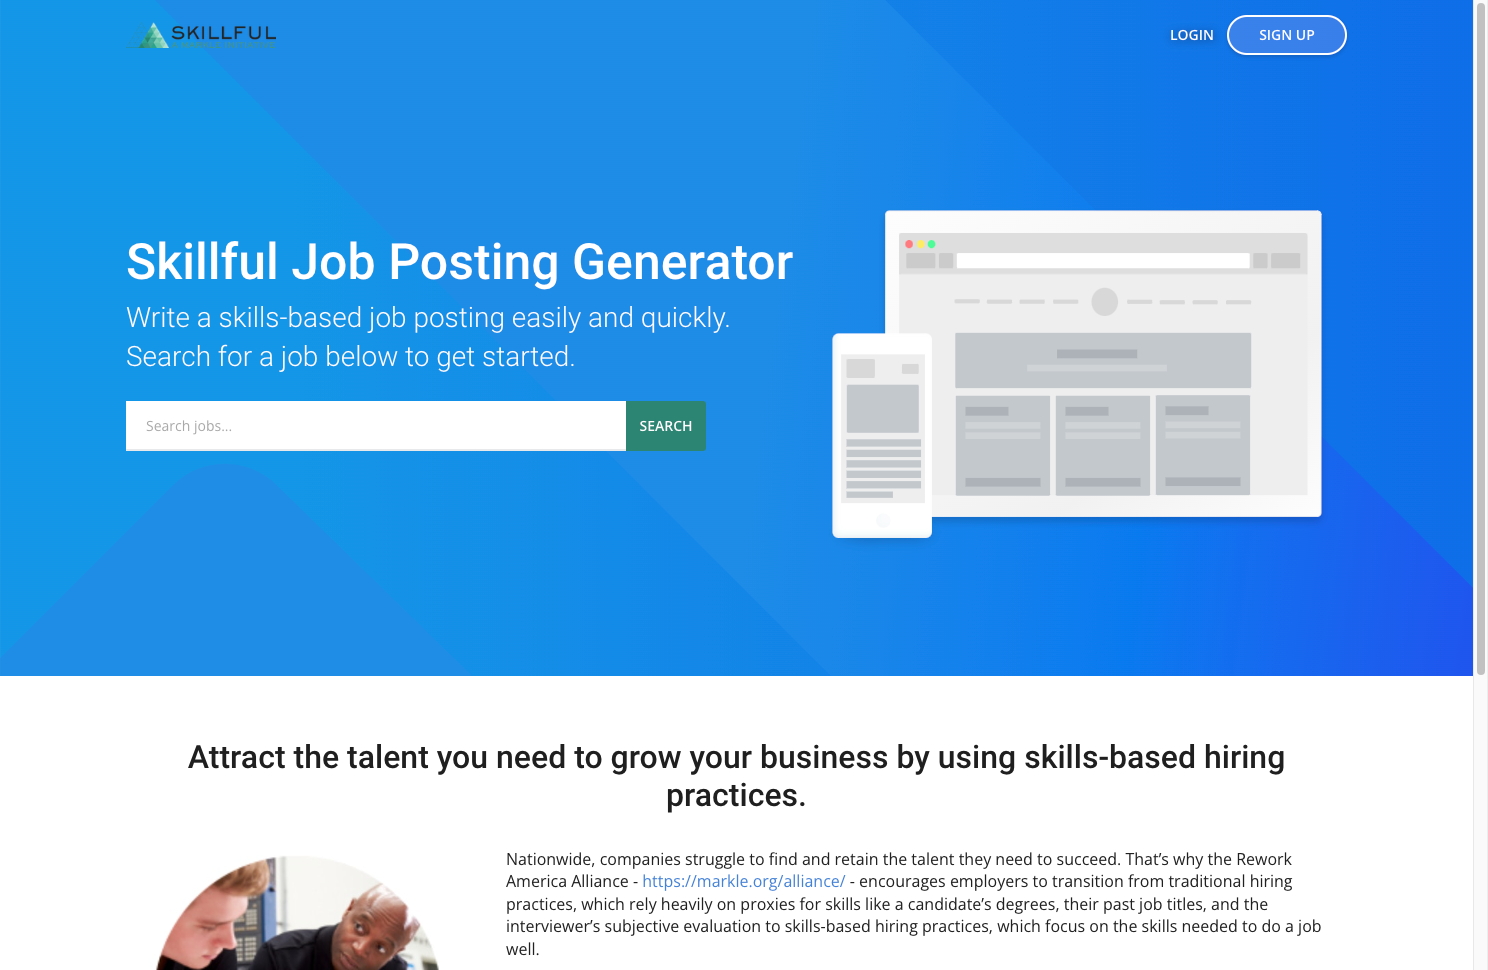 SKILLFUL
LOGIN
SIGN UP
Skillful Job Posting Generator
Write a skills-based job posting easily and quickly.
Search for a job below to get started.
Search jobs...
SEARCH
Attract the talent you need to grow your business by using skills-based hiring
practices.
Nationwide, companies struggle to find and retain the talent they need to succeed. That’s why the Rework
America Alliance - https://markle.org/alliance/ - encourages employers to transition from traditional hiring
practices, which rely heavily on proxies for skills like a candidate’s degrees, their past job titles, and the
interviewer’s subjective evaluation to skills-based hiring practices, which focus on the skills needed to do a job
well.